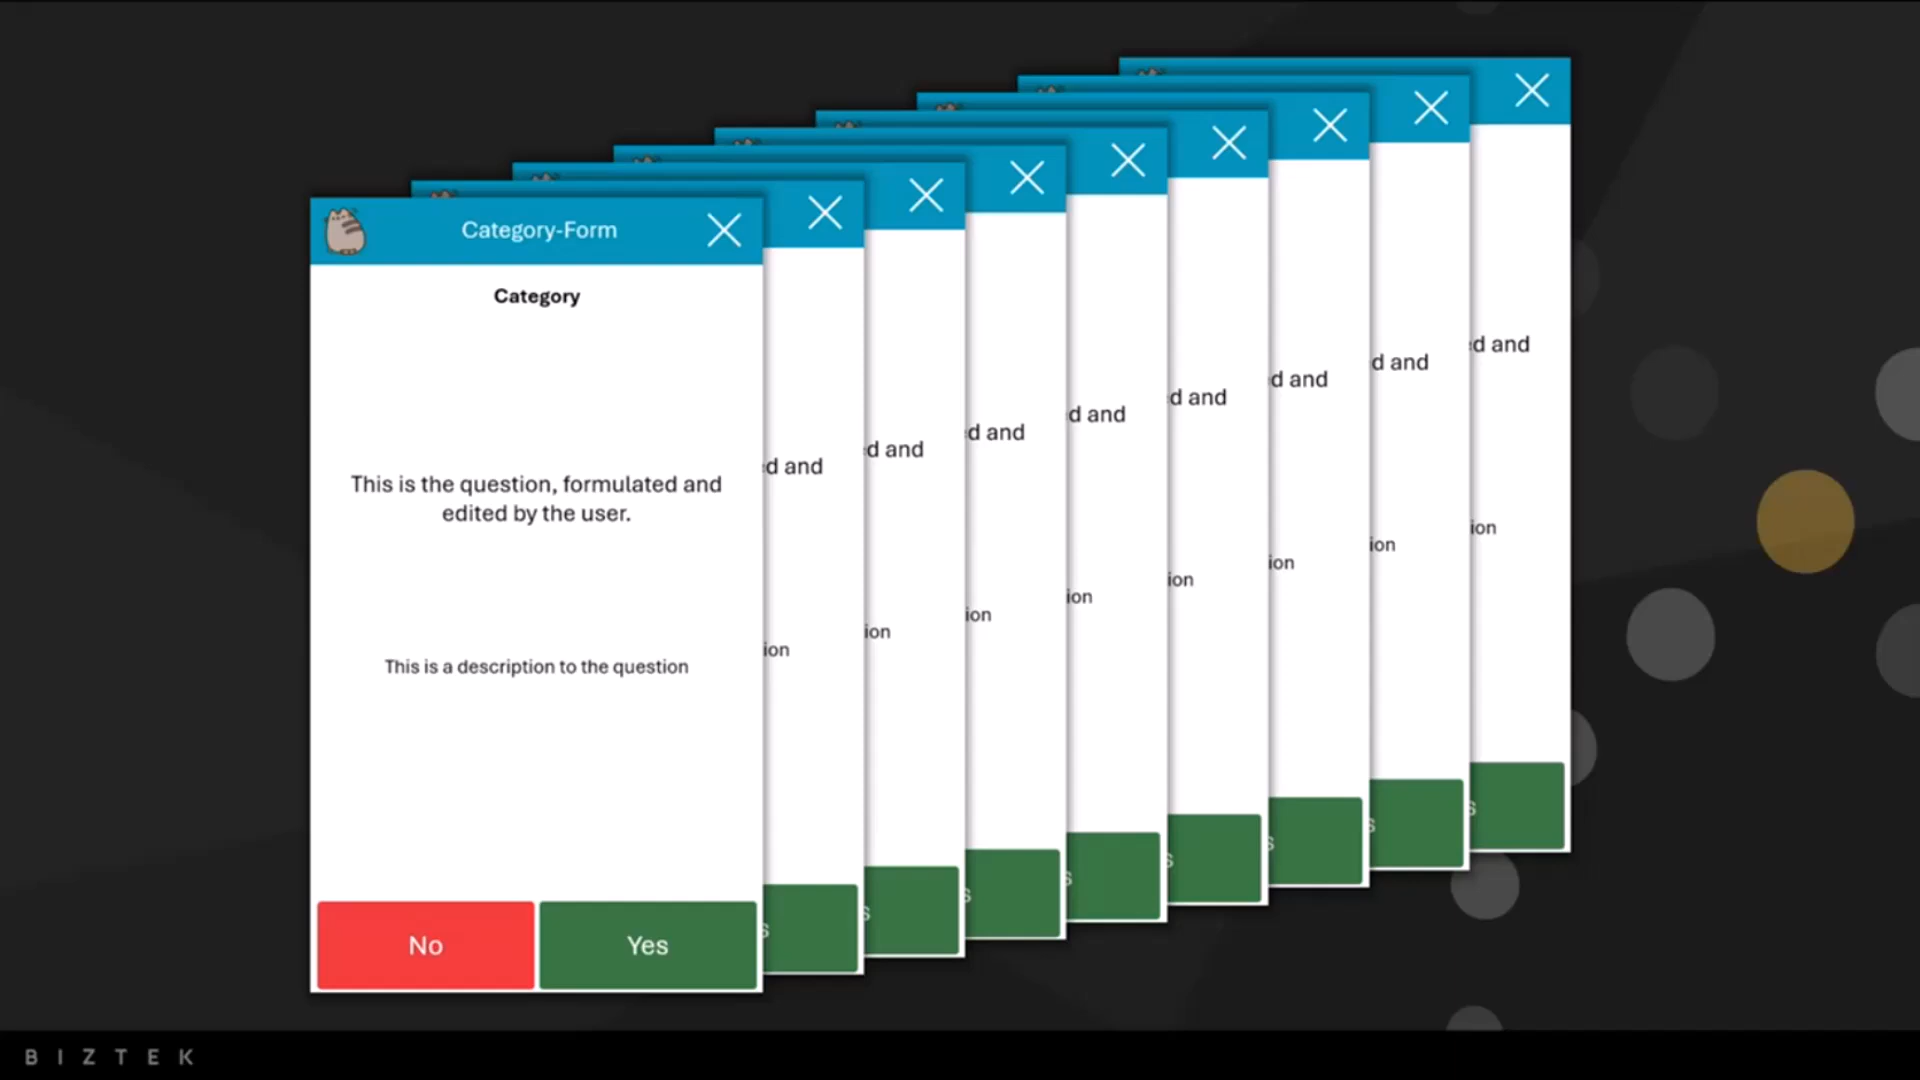 Category-Form
Category
This is the question, formulated and
edited by the user.
This is a description to the question
No
Yes
d and
d and
d and
d and
d and
d and
d and
d and
ion
ion
ion
ion
ion
ion
ion
ion
s
s
s
s
s
s
s
s
BIZTEK